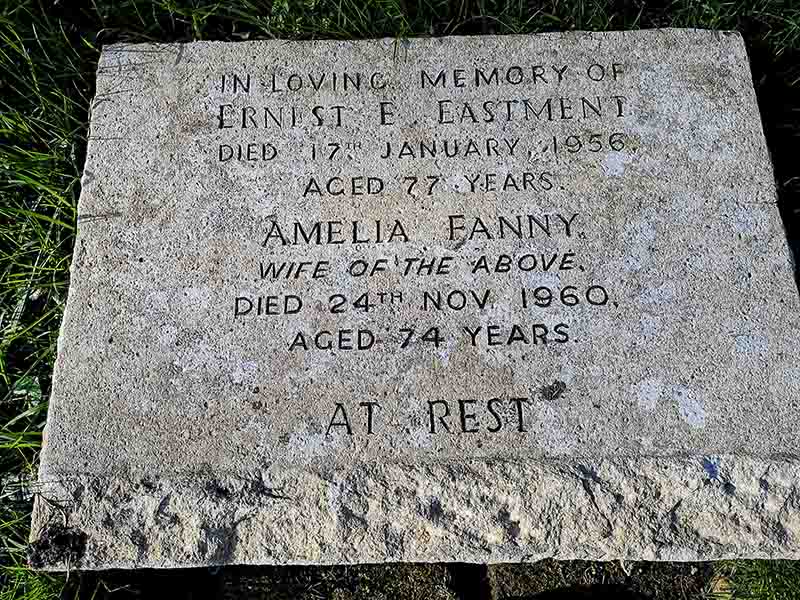 IN LOVING MEMORY OF
ERNEST E EASTMENT
DIED 17TH JANUARY, 1956.
AGED 77 YEARS.
AMELIA FANNY.
WIFE OF THE ABOVE.
DIED 24TH NOV 1960.
AGED 74 YEARS.
AT REST